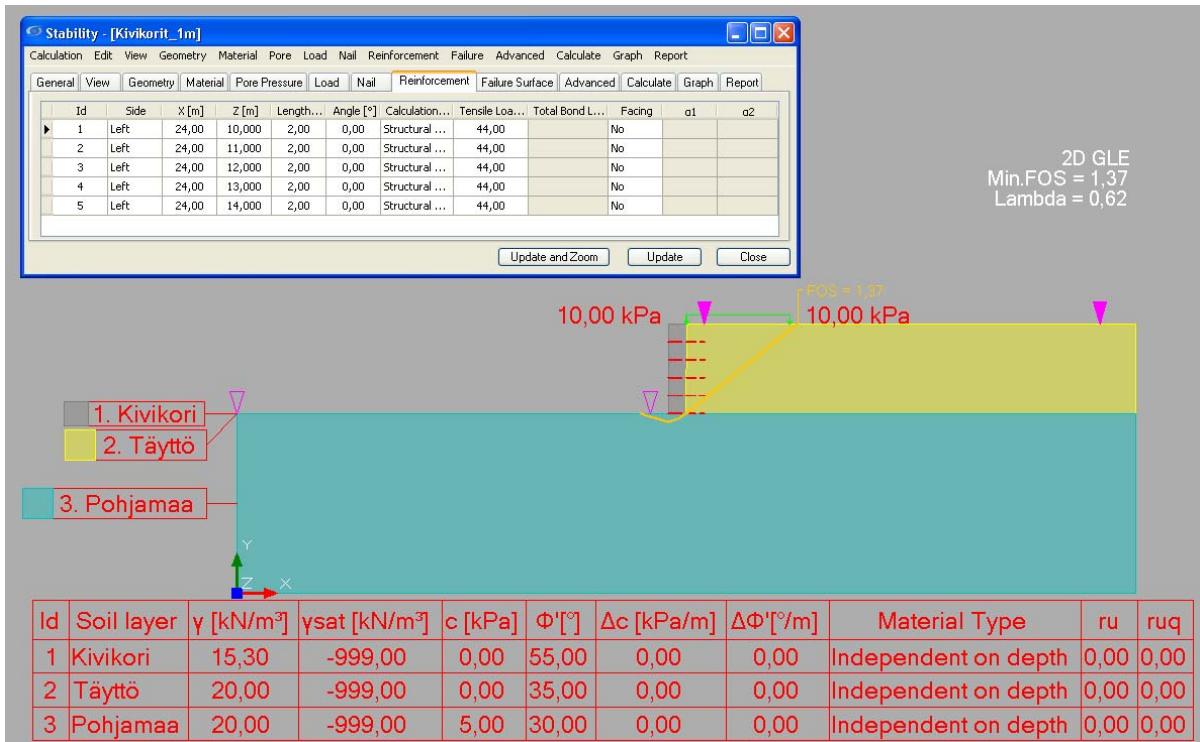 Stability - [Kivikorit_1m]
Calculation Edit View Geometry Material Pore Load Nail Reinforcement Failure Advanced Calculate Graph Report
General View Geometry Material Pore Pressure Load Nail Reinforcement Failure Surface Advanced Calculate Graph Report
Id Side X [m] Z [m] Length... Angle [°] Calculation... Tensile Loa... Total Bond L... Facing α1 α2
1 Left 24,00 10,000 2,00 0,00 Structural ... 44,00 No
2 Left 24,00 11,000 2,00 0,00 Structural ... 44,00 No
3 Left 24,00 12,000 2,00 0,00 Structural ... 44,00 No
4 Left 24,00 13,000 2,00 0,00 Structural ... 44,00 No
5 Left 24,00 14,000 2,00 0,00 Structural ... 44,00 No
Update and Zoom Update Close
2D GLE
Min.FOS = 1,37
Lambda = 0,62
FOS = 1,37
10,00 kPa 10,00 kPa
1. Kivikori
2. Täyttö
3. Pohjamaa
Y
Z X
Id Soil layer γ [kN/m³] γsat [kN/m³] c [kPa] Φ'[°] Δc [kPa/m] ΔΦ'[°/m] Material Type ru ruq
1 Kivikori 15,30 -999,00 0,00 55,00 0,00 0,00 Independent on depth 0,00 0,00
2 Täyttö 20,00 -999,00 0,00 35,00 0,00 0,00 Independent on depth 0,00 0,00
3 Pohjamaa 20,00 -999,00 5,00 30,00 0,00 0,00 Independent on depth 0,00 0,00